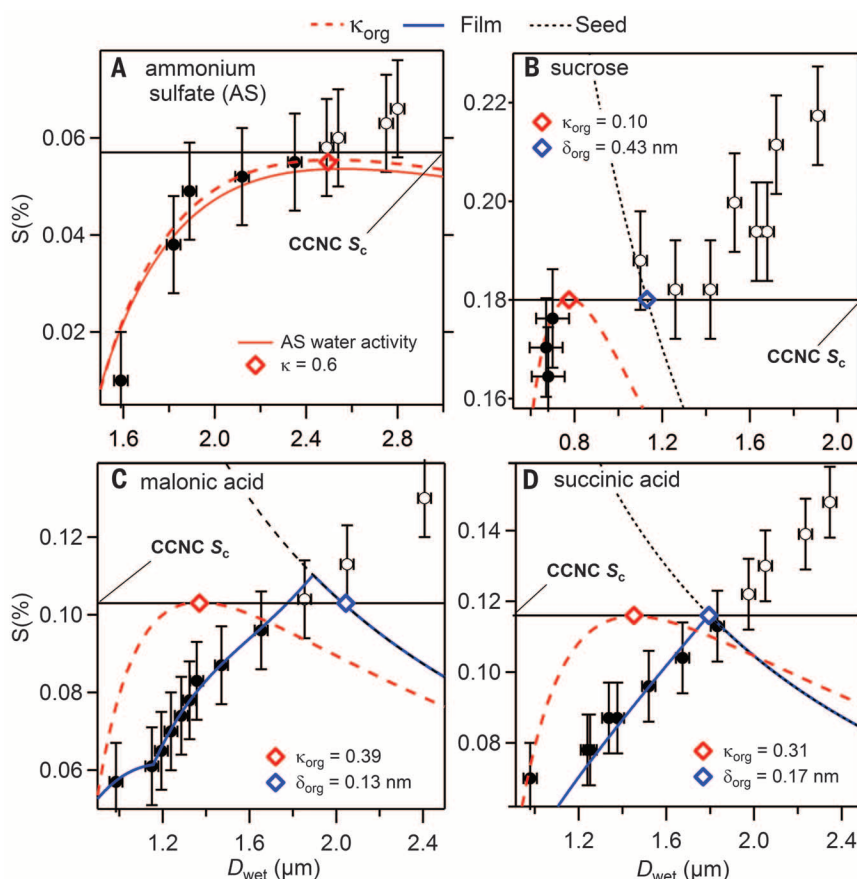 κorg Film Seed
A ammonium
sulfate (AS)
S(%)
0.06
0.04
0.02
CCNC Sc
AS water activity
κ = 0.6
1.6 2.0 2.4 2.8
B sucrose
κorg = 0.10
δorg = 0.43 nm
0.22
0.20
0.18
0.16
CCNC Sc
0.8 1.2 1.6 2.0
C malonic acid
S(%)
0.12
0.10
0.08
0.06
CCNC Sc
κorg = 0.39
δorg = 0.13 nm
1.2 1.6 2.0 2.4
Dwet (μm)
D succinic acid
0.14
0.12
0.10
0.08
CCNC Sc
κorg = 0.31
δorg = 0.17 nm
1.2 1.6 2.0 2.4
Dwet (μm)